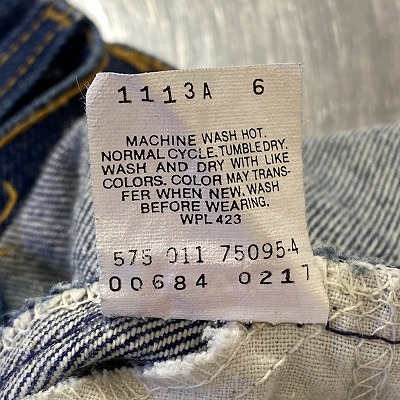 1113A 6
MACHINE WASH HOT.
NORMAL CYCLE. TUMBLE DRY.
WASH AND DRY WITH LIKE
COLORS. COLOR MAY TRANS-
FER WHEN NEW. WASH
BEFORE WEARING.
WPL 423
575 011 750954
00684 0217